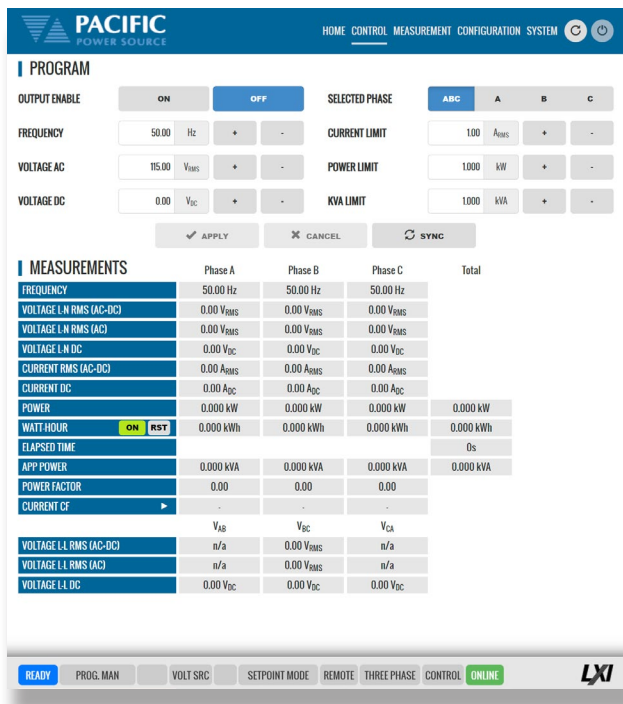 PACIFIC
POWER SOURCE
HOME CONTROL MEASUREMENT CONFIGURATION SYSTEM
PROGRAM
OUTPUT ENABLE ON OFF SELECTED PHASE ABC A B C
FREQUENCY 50.00 Hz + - CURRENT LIMIT 1.00 ARMS + -
VOLTAGE AC 115.00 VRMS + - POWER LIMIT 1.000 kW + -
VOLTAGE DC 0.00 VDC + - KVA LIMIT 1.000 kVA + -
APPLY CANCEL SYNC
MEASUREMENTS Phase A Phase B Phase C Total
FREQUENCY 50.00 Hz 50.00 Hz 50.00 Hz
VOLTAGE L-N RMS (AC-DC) 0.00 VRMS 0.00 VRMS 0.00 VRMS
VOLTAGE L-N RMS (AC) 0.00 VRMS 0.00 VRMS 0.00 VRMS
VOLTAGE L-N DC 0.00 VDC 0.00 VDC 0.00 VDC
CURRENT RMS (AC-DC) 0.00 ARMS 0.00 ARMS 0.00 ARMS
CURRENT DC 0.00 ADC 0.00 ADC 0.00 ADC
POWER 0.000 kW 0.000 kW 0.000 kW 0.000 kW
WATT-HOUR ON RST 0.000 kWh 0.000 kWh 0.000 kWh 0.000 kWh
ELAPSED TIME 0s
APP POWER 0.000 kVA 0.000 kVA 0.000 kVA 0.000 kVA
POWER FACTOR 0.00 0.00 0.00
CURRENT CF - - -
VAB VBC VCA
VOLTAGE L-L RMS (AC-DC) n/a 0.00 VRMS n/a
VOLTAGE L-L RMS (AC) n/a 0.00 VRMS n/a
VOLTAGE L-L DC 0.00 VDC 0.00 VDC 0.00 VDC
READY PROG. MAN VOLT SRC SETPOINT MODE REMOTE THREE PHASE CONTROL ONLINE LXI